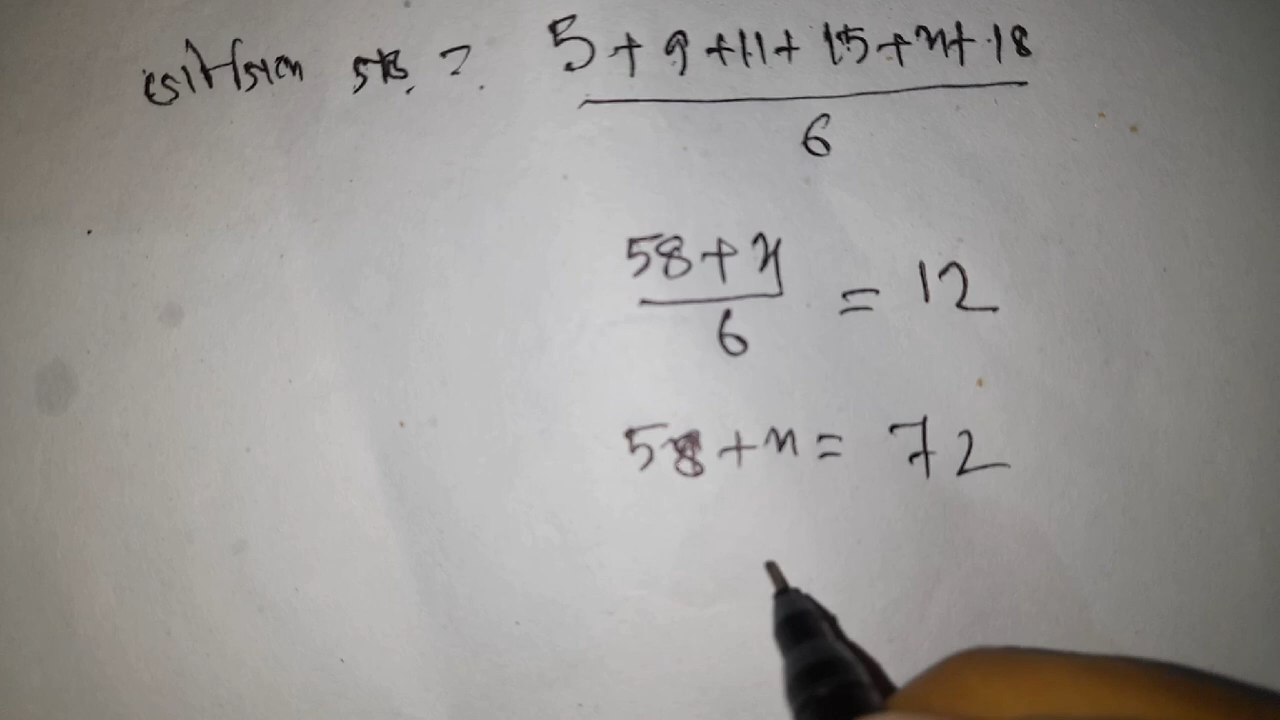 গড় ? 5 + 9 + 11 + 15 + x + 18
6
58 + x
6
= 12
58 + x = 72